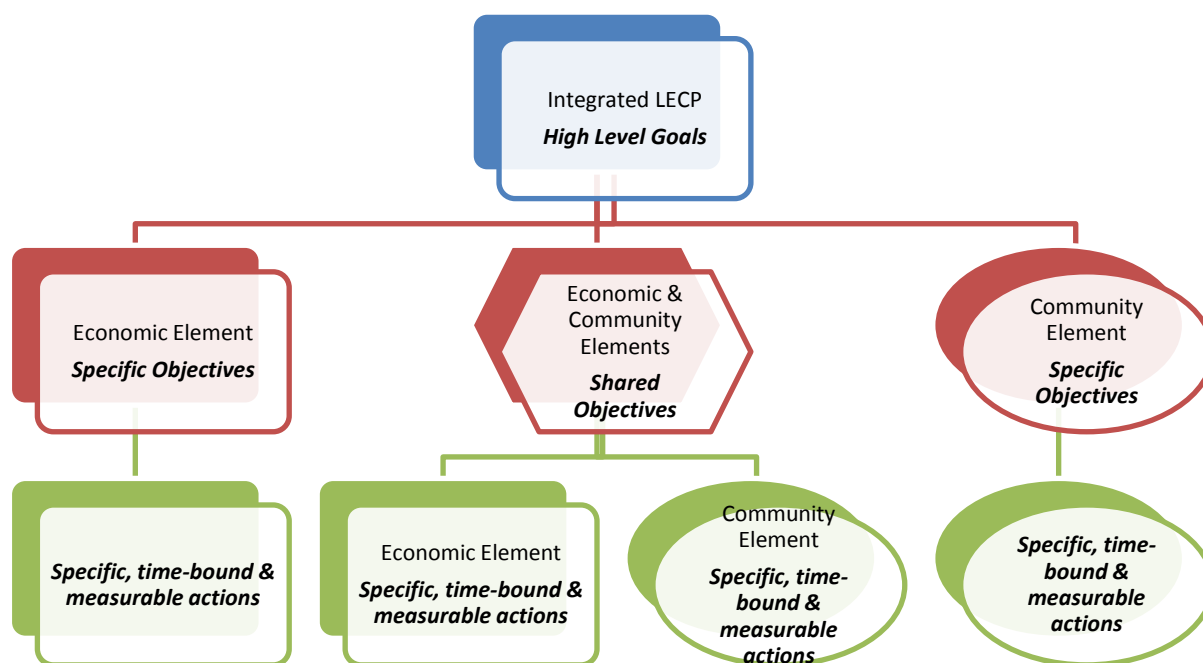 Integrated LECP
High Level Goals
Economic Element
Specific Objectives
Economic &
Community
Elements
Shared
Objectives
Community
Element
Specific
Objectives
Specific, time-bound &
measurable actions
Economic Element
Specific, time-bound &
measurable actions
Community
Element
Specific, time-
bound &
measurable
actions
Specific, time-
bound &
measurable
actions